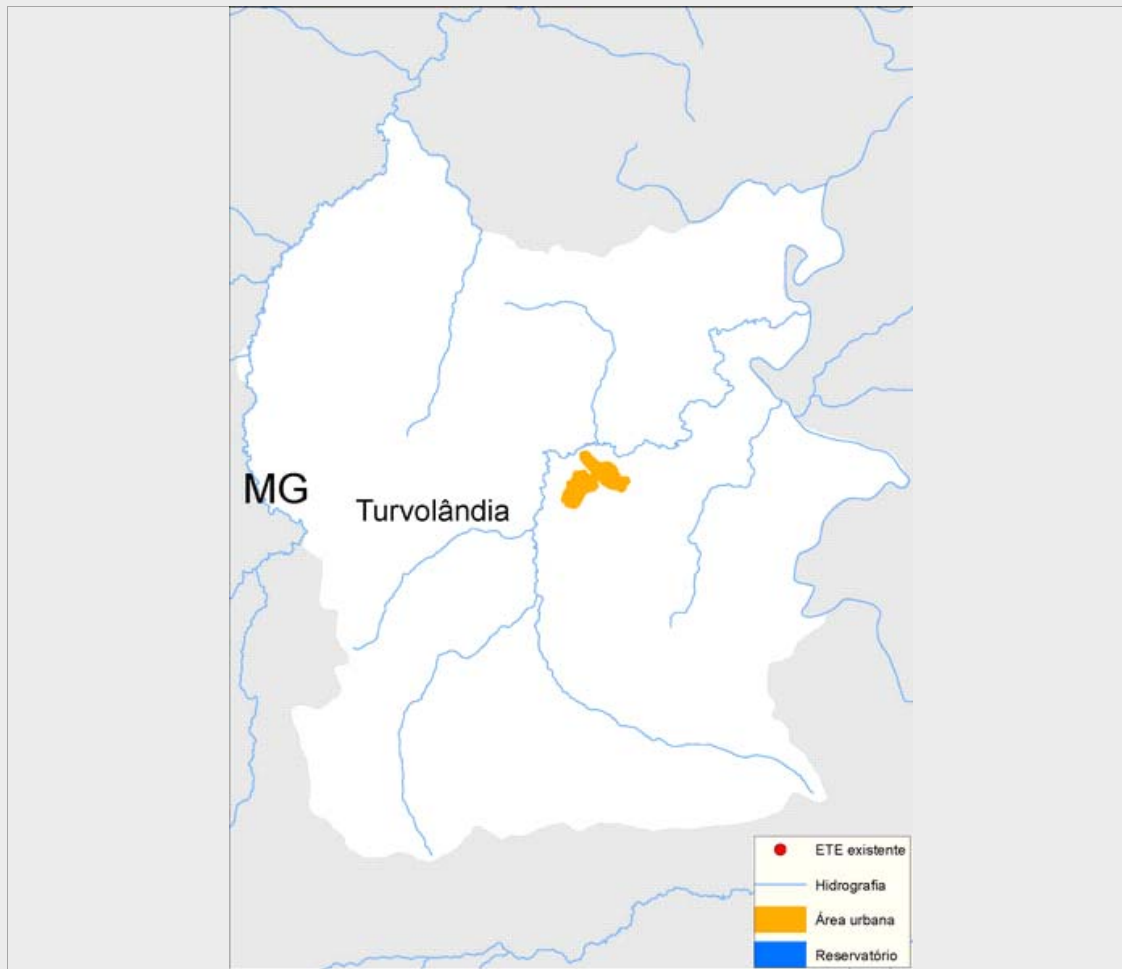 MG
Turvolândia
ETE existente
Hidrografia
Área urbana
Reservatório